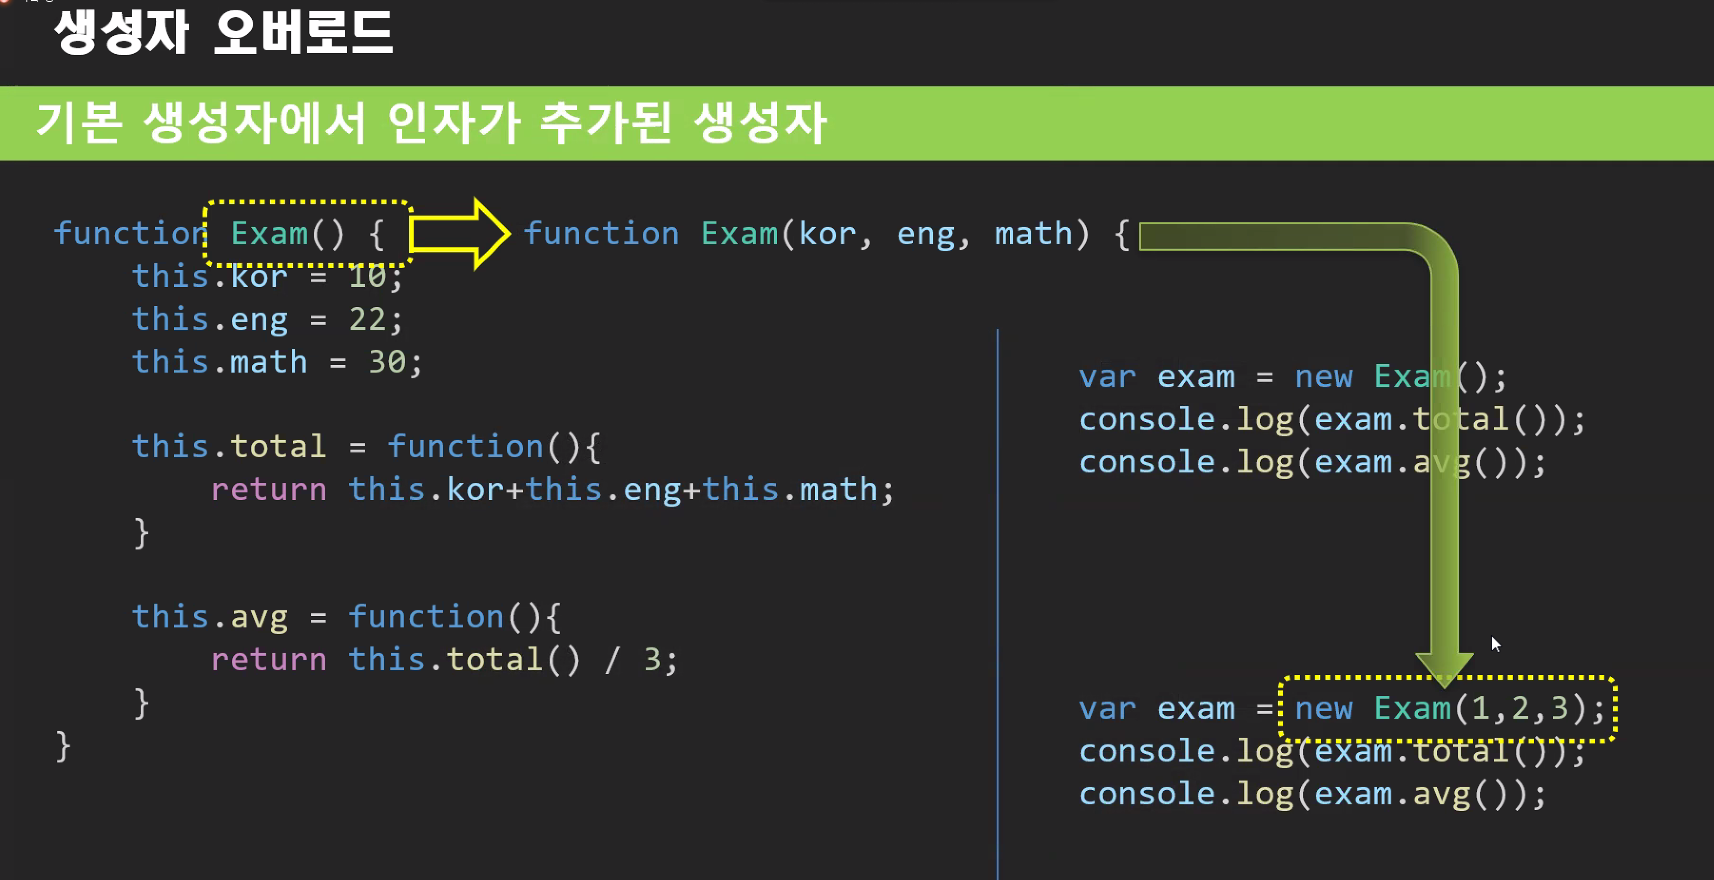 생성자 오버로드
기본 생성자에서 인자가 추가된 생성자
function Exam() {
    this.kor = 10;
    this.eng = 22;
    this.math = 30;
    this.total = function(){
        return this.kor+this.eng+this.math;
    }
    this.avg = function(){
        return this.total() / 3;
    }
}
function Exam(kor, eng, math) {
var exam = new Exam();
console.log(exam.total());
console.log(exam.avg());
var exam = new Exam(1,2,3);
console.log(exam.total());
console.log(exam.avg());